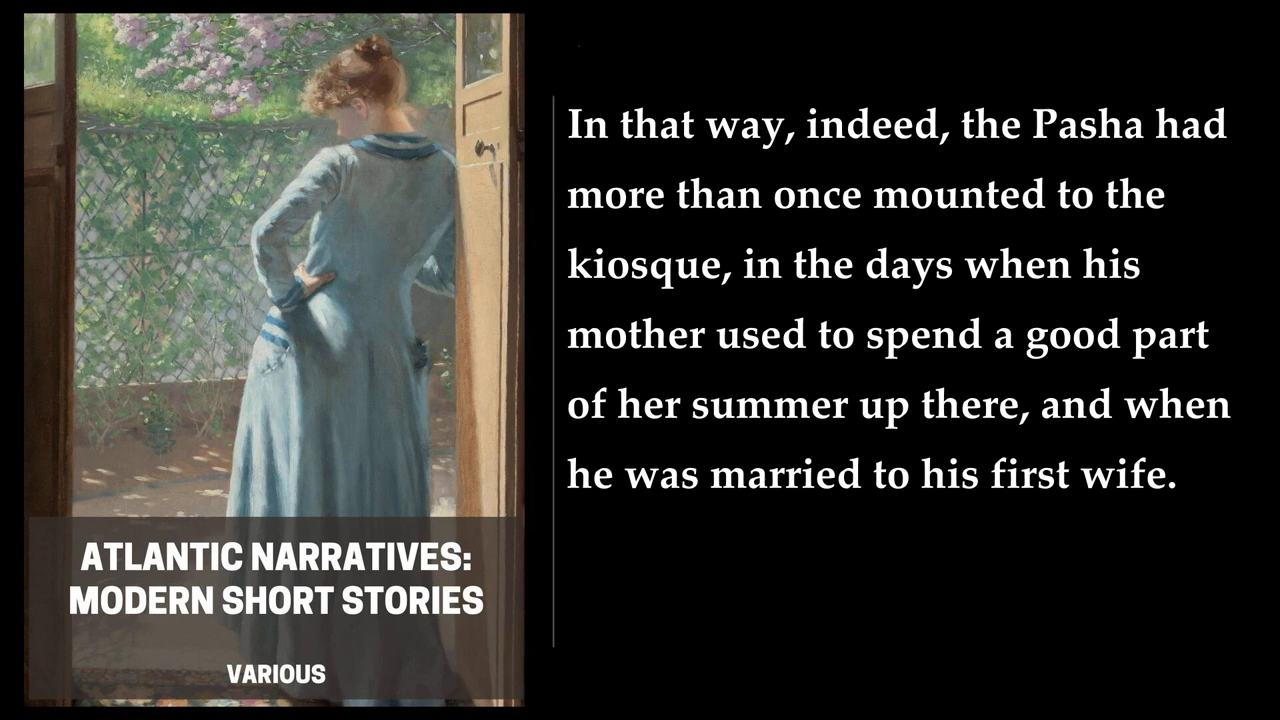 In that way, indeed, the Pasha had
more than once mounted to the
kiosque, in the days when his
mother used to spend a good part
of her summer up there, and when
he was married to his first wife.
ATLANTIC NARRATIVES:
MODERN SHORT STORIES
VARIOUS